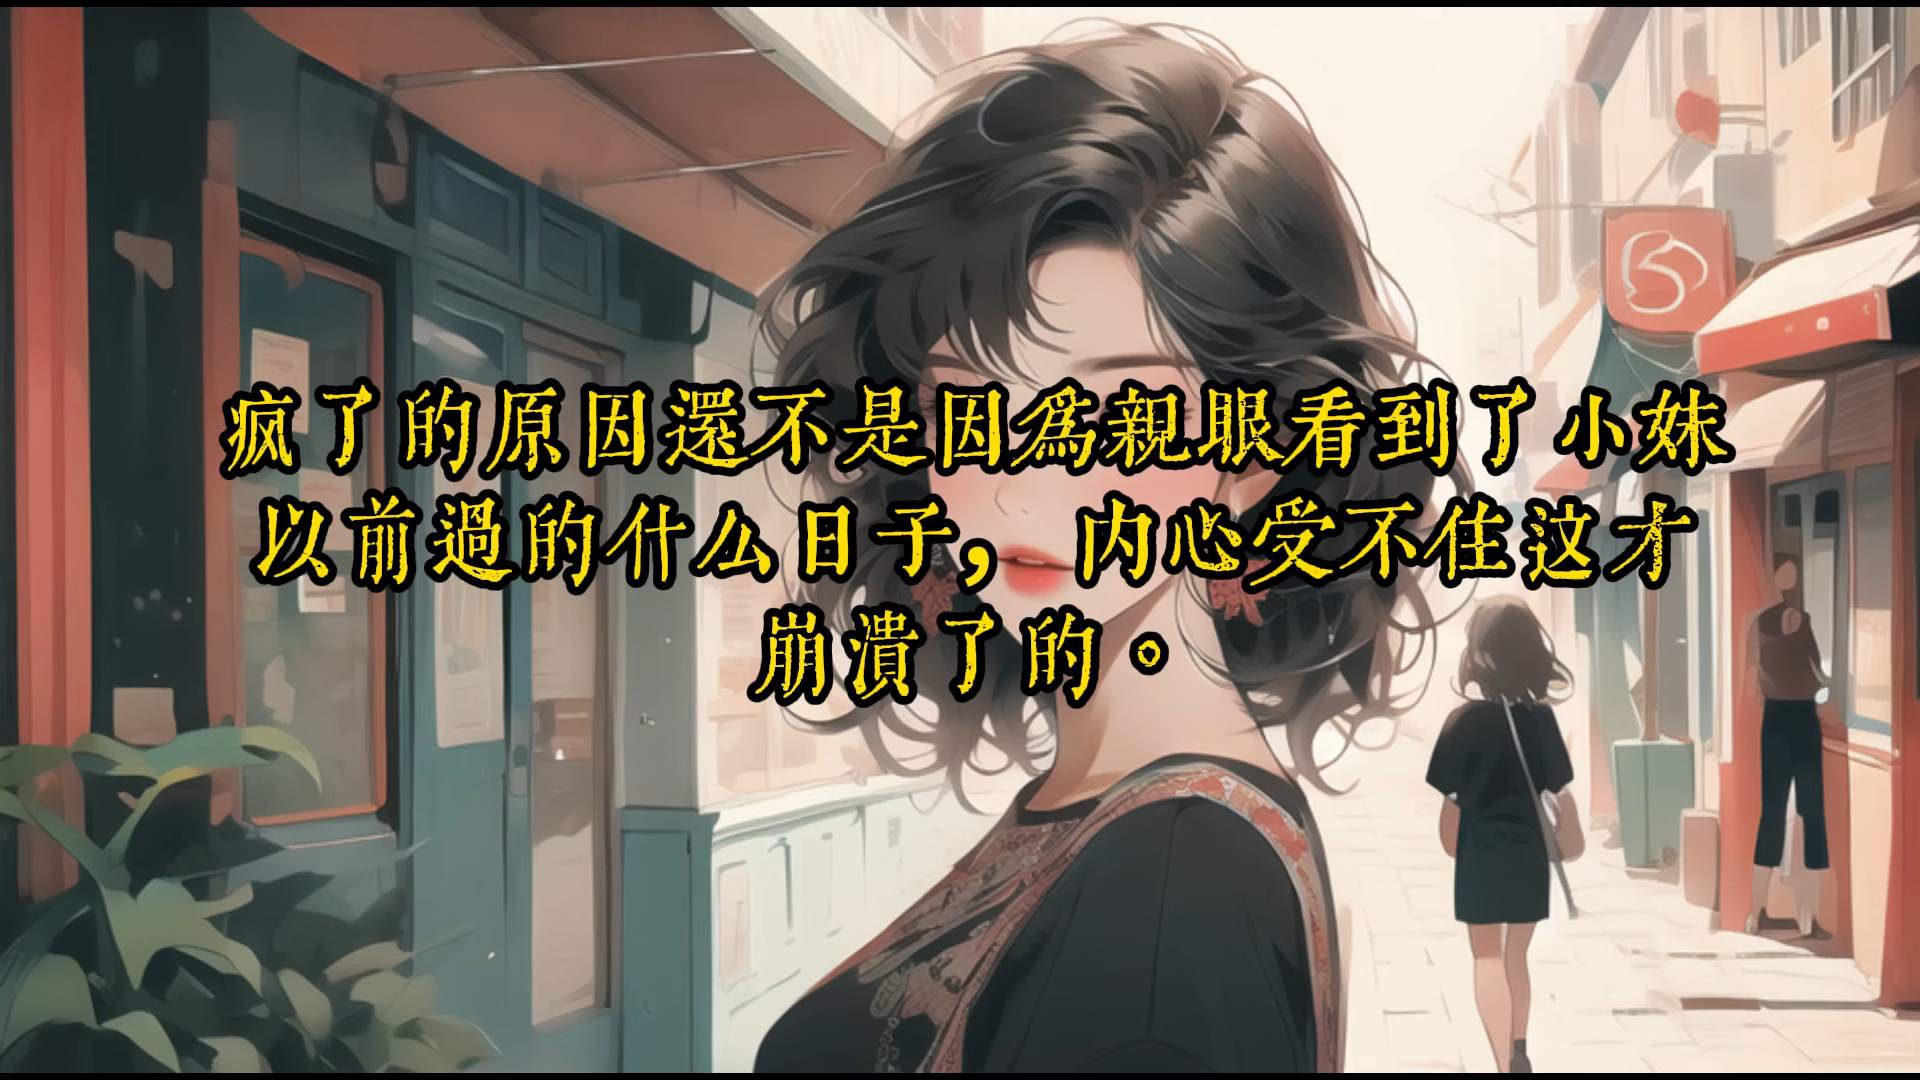 疯了的原因還不是因爲親眼看到了小妹
以前過的什么日子，内心受不住这才
崩潰了的。